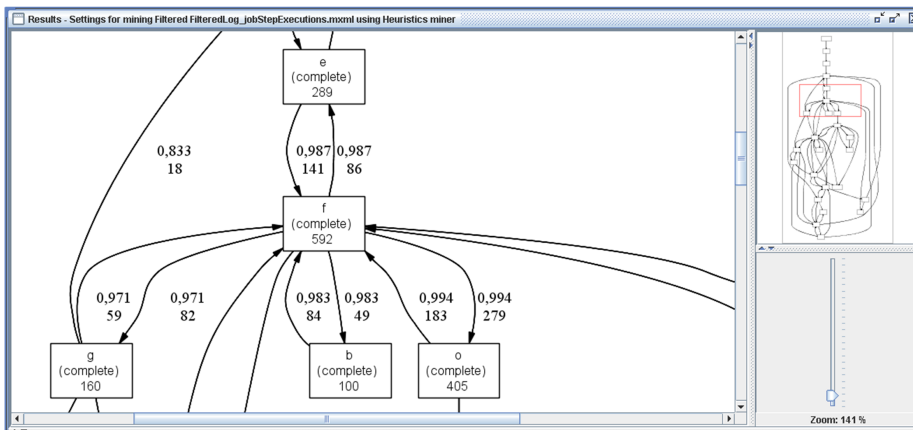 Results - Settings for mining Filtered FilteredLog_jobStepExecutions.mxml using Heuristics miner
e
(complete)
289
0,833
18
0,987
141
0,987
86
f
(complete)
592
0,971
59
0,971
82
0,983
84
0,983
49
0,994
183
0,994
279
g
(complete)
160
b
(complete)
100
o
(complete)
405
Zoom: 141 %